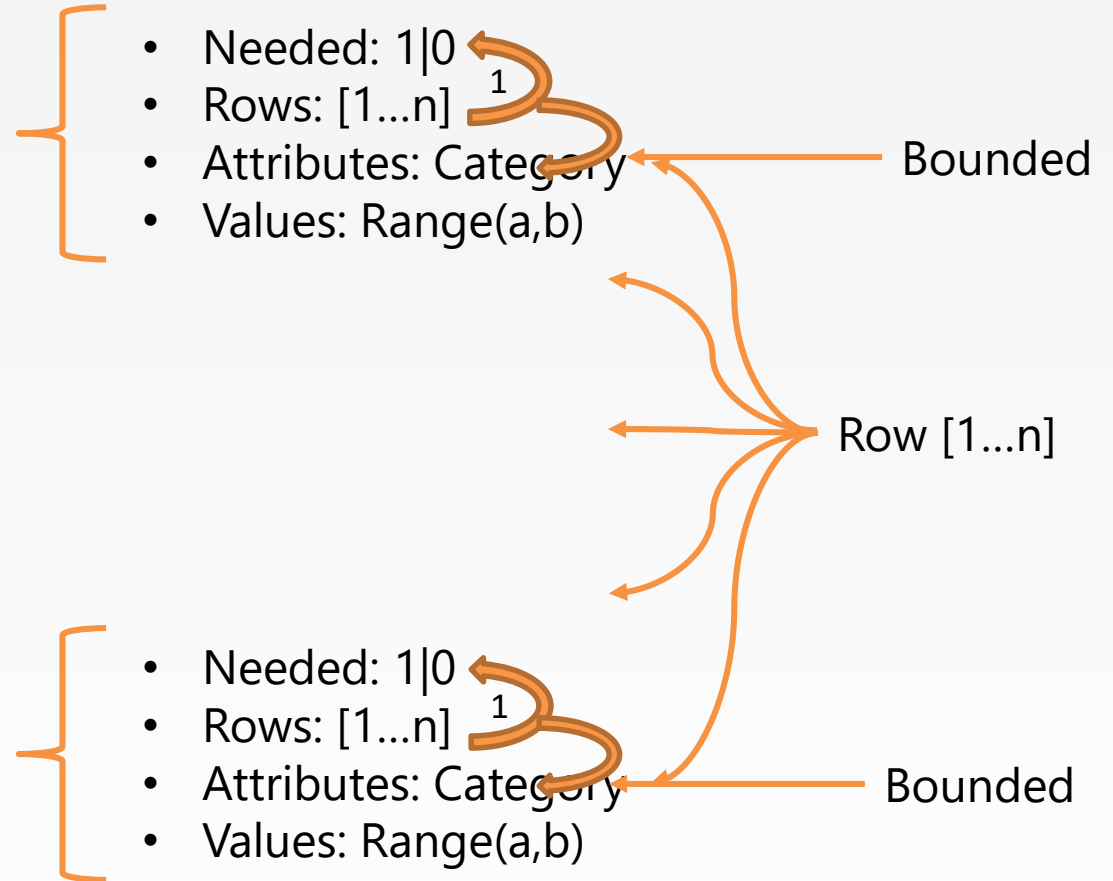 • Needed: 1|0
1
• Rows: [1...n]
• Attributes: Category
Bounded
• Values: Range(a,b)
Row [1...n]
• Needed: 1|0
1
• Rows: [1...n]
• Attributes: Category
Bounded
• Values: Range(a,b)